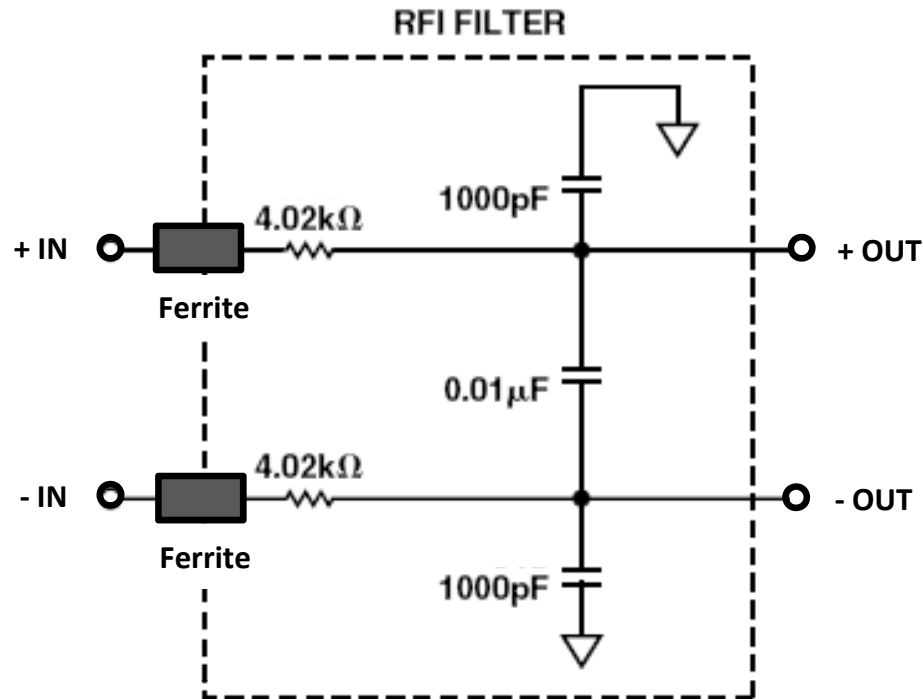 RFI FILTER
1000pF
4.02kΩ
+ IN
+ OUT
Ferrite
0.01μF
4.02kΩ
- IN
- OUT
Ferrite
1000pF